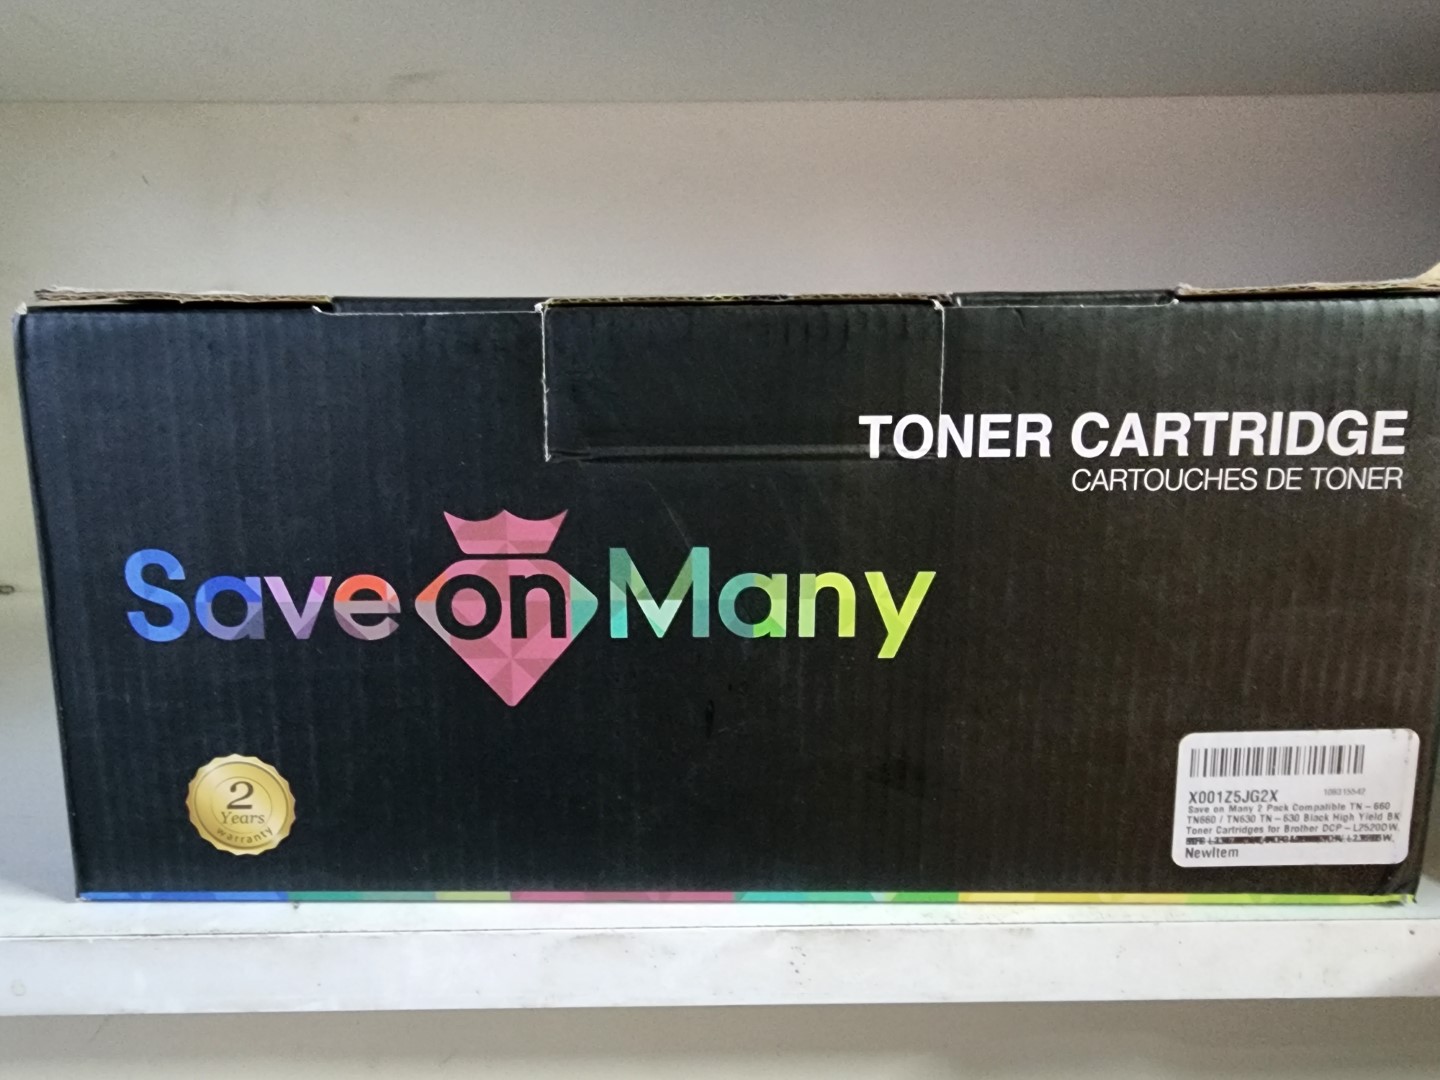 TONER CARTRIDGE
CARTOUCHES DE TONER
Save on Many
2
Years
warranty
X001Z5JG2X
109315542
Save on Many 2 Pack Compatible TN-660
TN660 / TN630 TN-630 Black High Yield BK
Toner Cartridges for Brother DCP-L2520DW,
NewItem